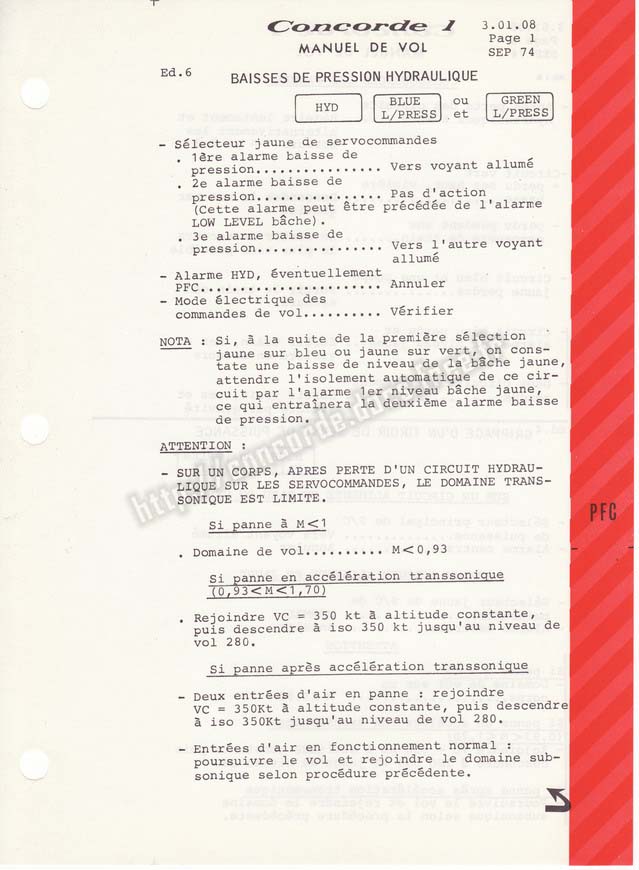 Concorde 1
MANUEL DE VOL
3.01.08
Page 1
SEP 74
Ed.6
BAISSES DE PRESSION HYDRAULIQUE
HYD
BLUE
L/PRESS
ou
et
GREEN
L/PRESS
- Sélecteur jaune de servocommandes
. 1ère alarme baisse de
pression................ Vers voyant allumé
. 2e alarme baisse de
pression................ Pas d'action
(Cette alarme peut être précédée de l'alarme
LOW LEVEL bâche).
. 3e alarme baisse de
pression................ Vers l'autre voyant
allumé
- Alarme HYD, éventuellement
PFC...................... Annuler
- Mode électrique des
commandes de vol.......... Vérifier
NOTA : Si, à la suite de la première sélection
jaune sur bleu ou jaune sur vert, on cons-
tate une baisse de niveau de la bâche jaune,
attendre l'isolement automatique de ce cir-
cuit par l'alarme 1er niveau bâche jaune,
ce qui entraînera la deuxième alarme baisse
de pression.
ATTENTION :
- SUR UN CORPS, APRES PERTE D'UN CIRCUIT HYDRAU-
LIQUE SUR LES SERVOCOMMANDES, LE DOMAINE TRANS-
SONIQUE EST LIMITE.
Si panne à M<1
. Domaine de vol.......... M<0,93
Si panne en accélération transsonique
(0,93<M<1,70)
. Rejoindre VC = 350 kt à altitude constante,
puis descendre à iso 350 kt jusqu'au niveau de
vol 280.
Si panne après accélération transsonique
- Deux entrées d'air en panne : rejoindre
VC = 350Kt à altitude constante, puis descendre
à iso 350Kt jusqu'au niveau de vol 280.
- Entrées d'air en fonctionnement normal :
poursuivre le vol et rejoindre le domaine sub-
sonique selon procédure précédente.
PFC